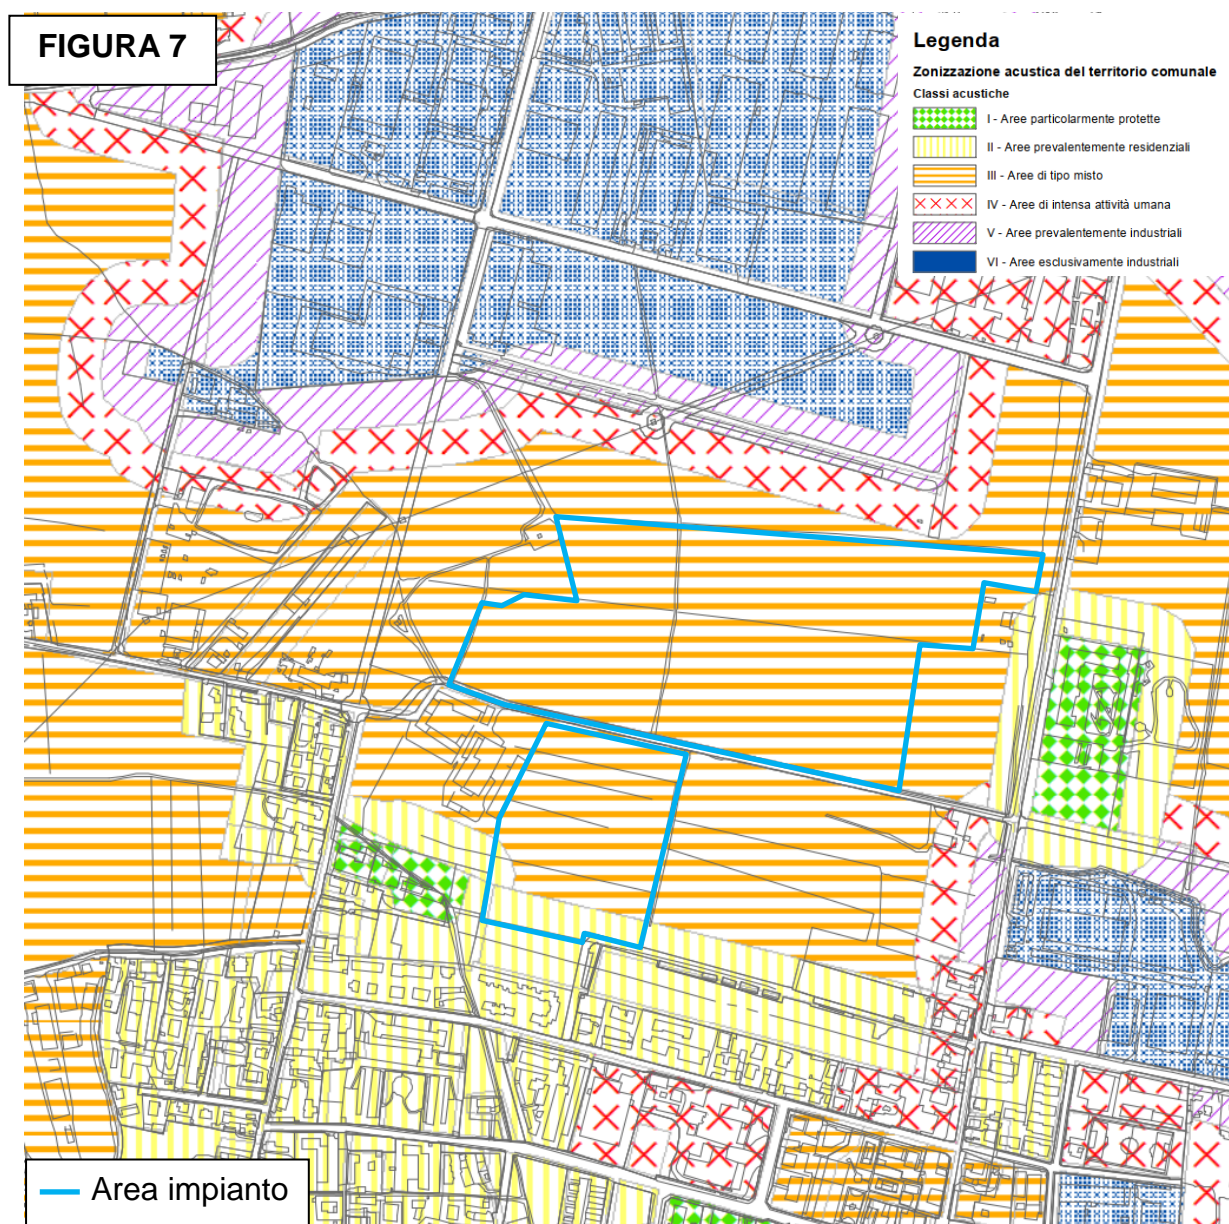 FIGURA 7
Legenda
Zonizzazione acustica del territorio comunale
Classi acustiche
I - Aree particolarmente protette
II - Aree prevalentemente residenziali
III - Aree di tipo misto
IV - Aree di intensa attività umana
V - Aree prevalentemente industriali
VI - Aree esclusivamente industriali
Area impianto